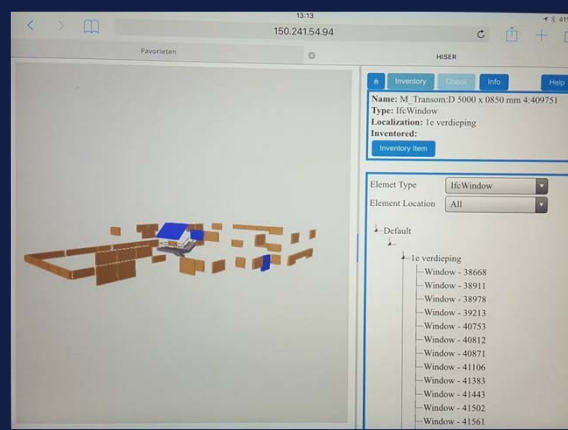 13:13
150.241.54.94
Favorieten
HISER
Inventory
Check
Info
Help
Name: M_Transom:D 5000 x 0850 mm 4:409751
Type: IfcWindow
Localization: 1e verdieping
Inventored:
Inventory Item
Elemet Type IfcWindow
Element Location All
Default
1e verdieping
Window - 38668
Window - 38911
Window - 38978
Window - 39213
Window - 40753
Window - 40812
Window - 40871
Window - 41106
Window - 41383
Window - 41443
Window - 41502
Window - 41561